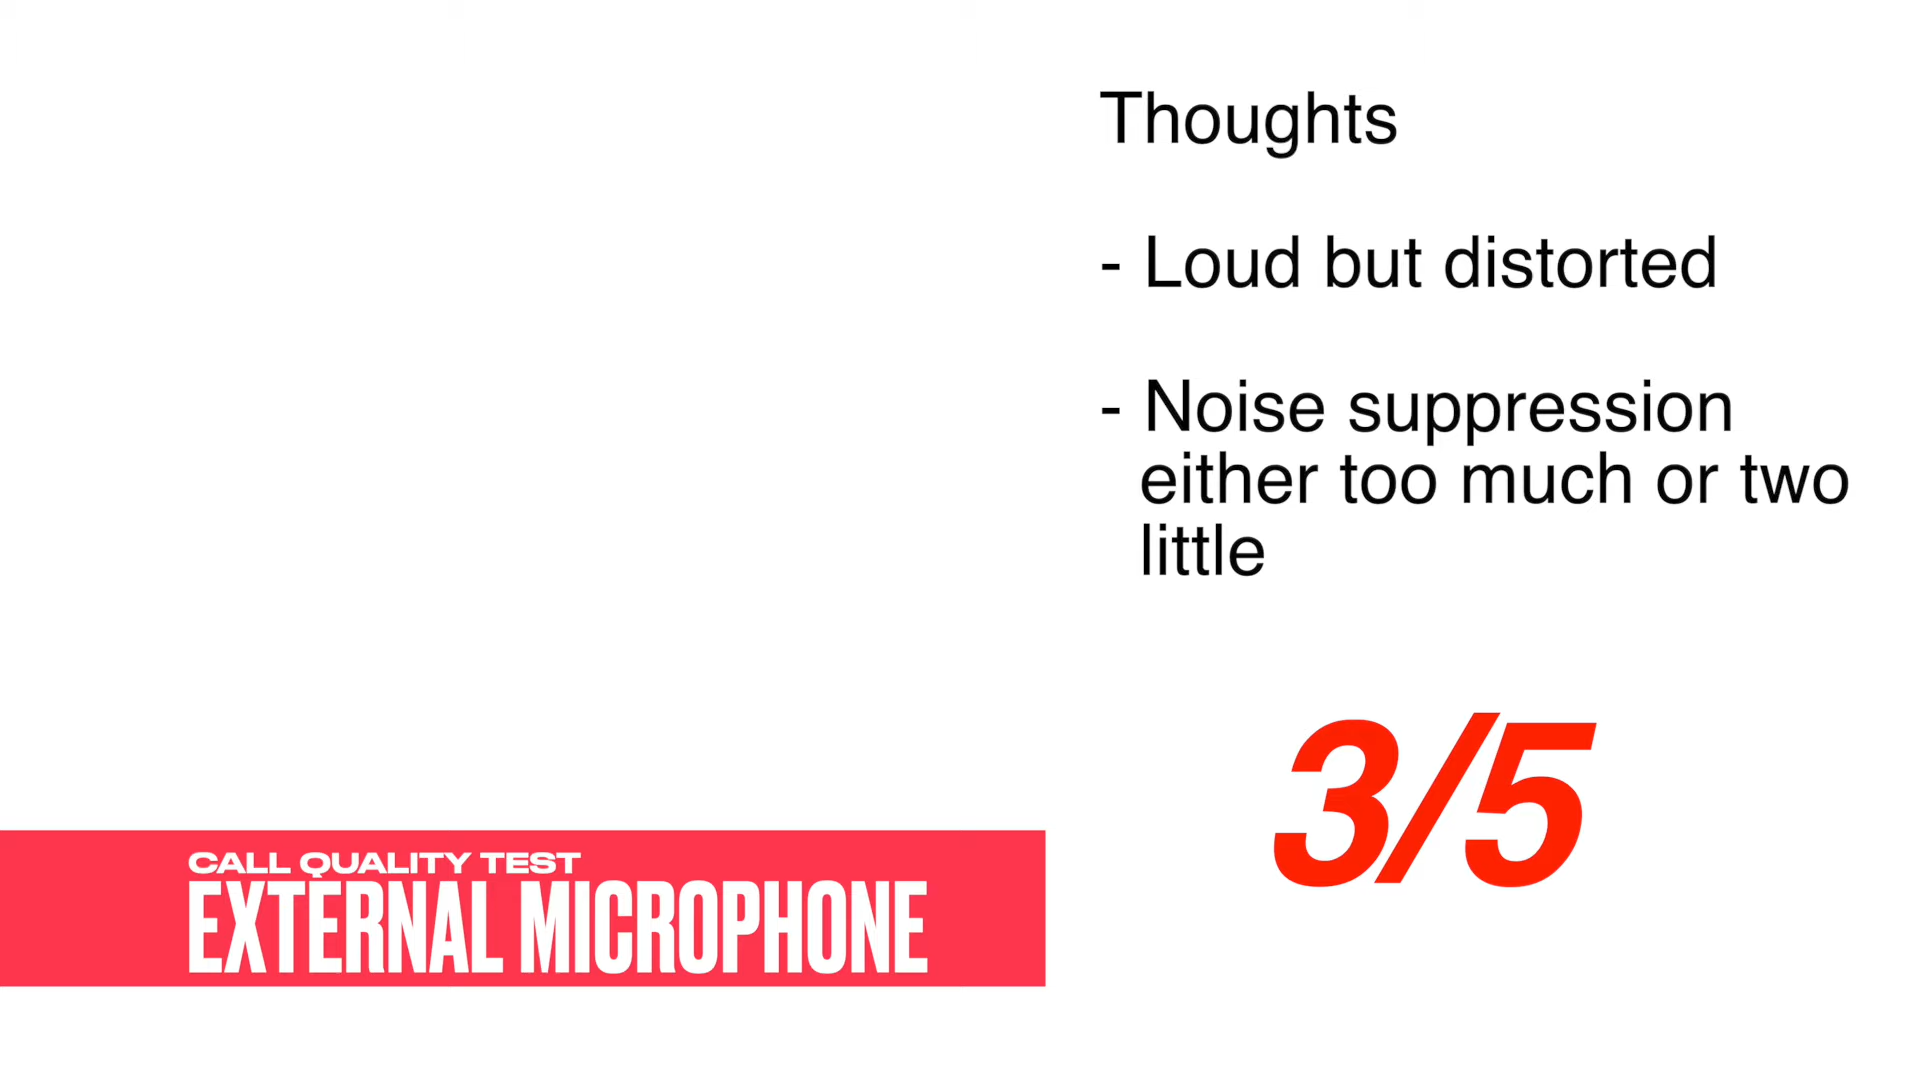 Thoughts
- Loud but distorted
- Noise suppression
either too much or two
little
3/5
CALL QUALITY TEST
EXTERNAL MICROPHONE